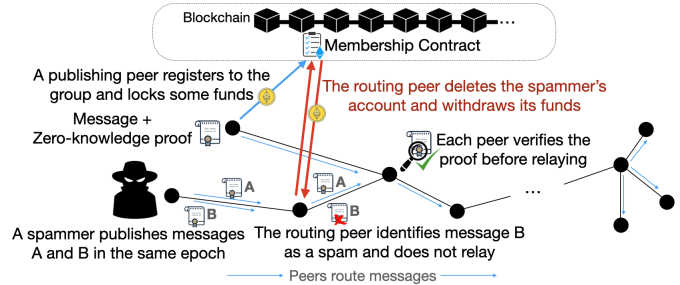 Blockchain
...
Membership Contract
A publishing peer registers to the
group and locks some funds
The routing peer deletes the spammer's
account and withdraws its funds
Message +
Zero-knowledge proof
Each peer verifies the
proof before relaying
A
A
B
B
...
A spammer publishes messages
A and B in the same epoch
The routing peer identifies message B
as a spam and does not relay
Peers route messages